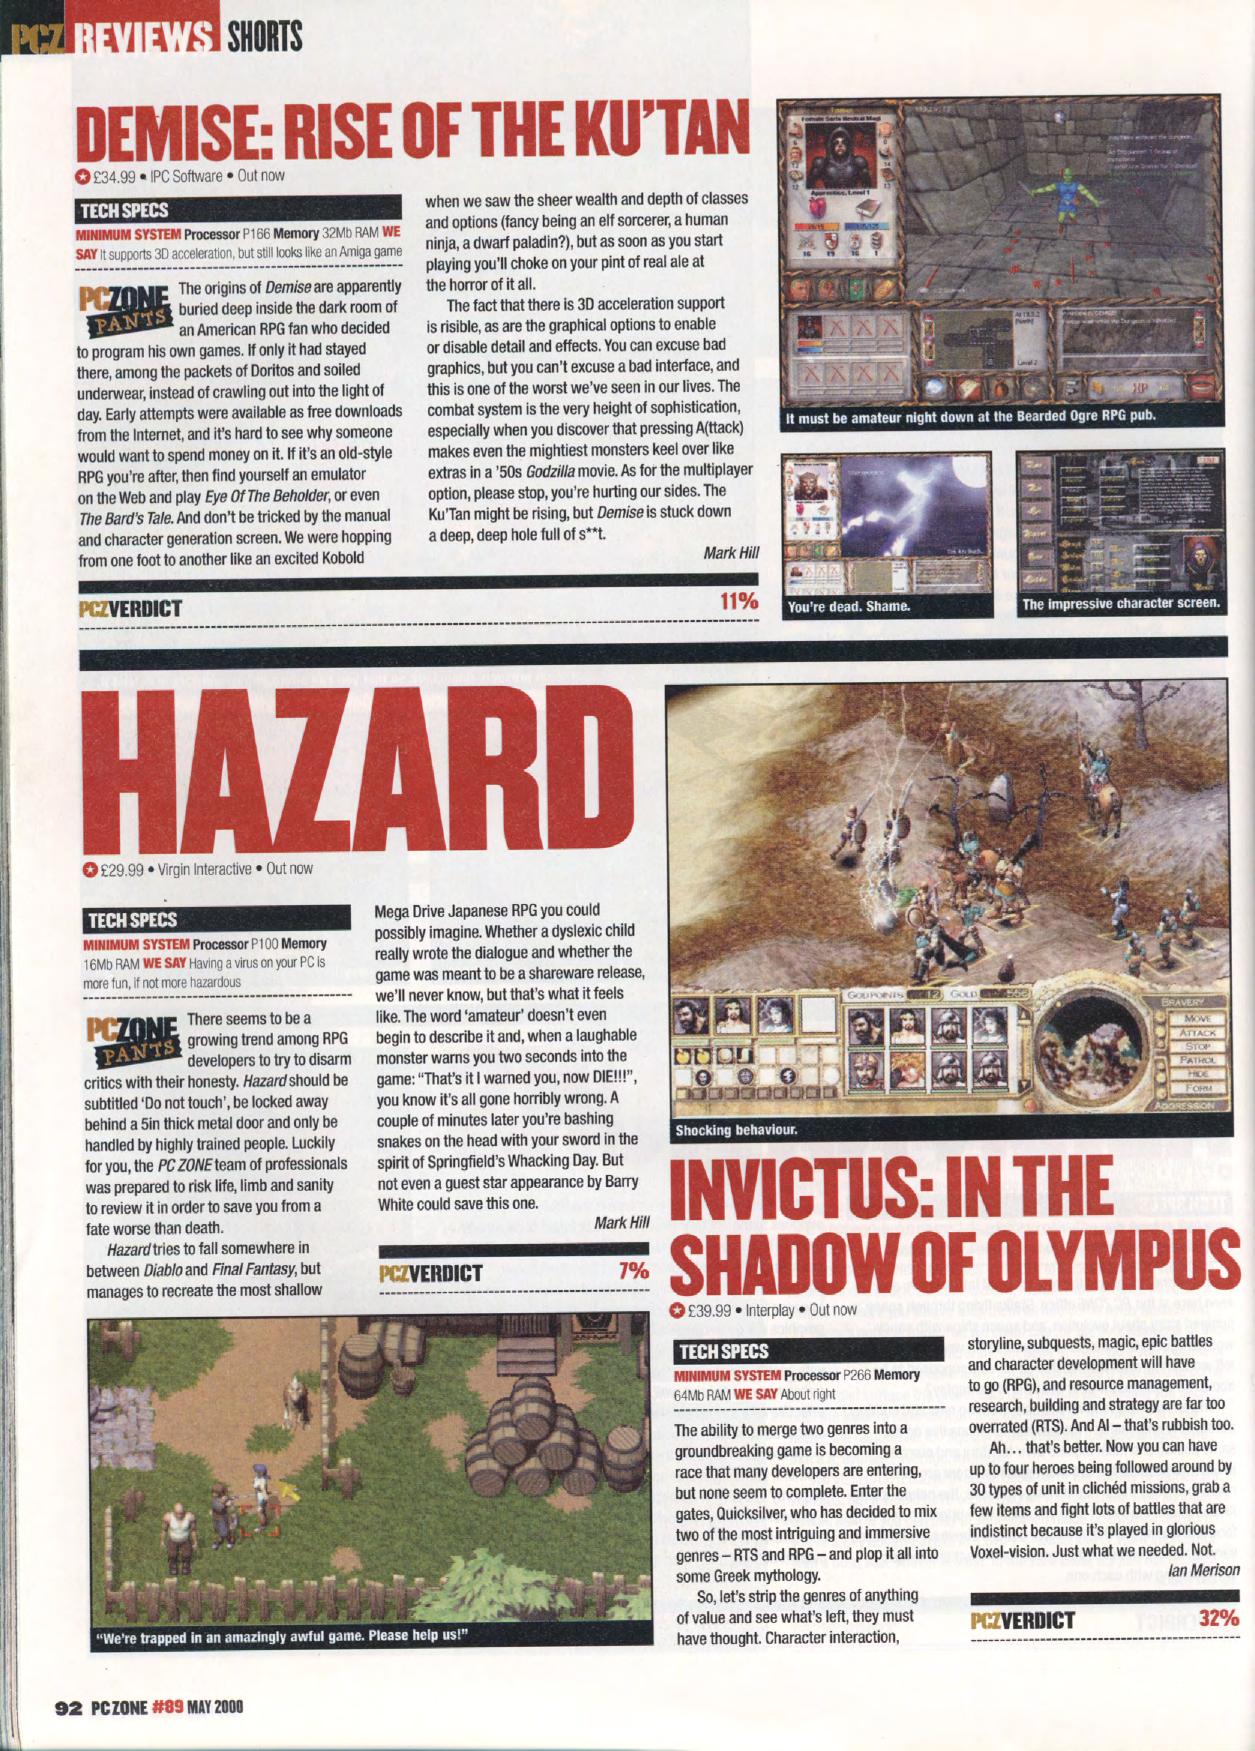 PCZ REVIEWS SHORTS
DEMISE: RISE OF THE KU'TAN
£34.99 • IPC Software • Out now
TECH SPECS
MINIMUM SYSTEM Processor P166 Memory 32Mb RAM WE
SAY It supports 3D acceleration, but still looks like an Amiga game
PCZONE
PANTS
The origins of Demise are apparently
buried deep inside the dark room of
an American RPG fan who decided
to program his own games. If only it had stayed
there, among the packets of Doritos and soiled
underwear, instead of crawling out into the light of
day. Early attempts were available as free downloads
from the Internet, and it's hard to see why someone
would want to spend money on it. If it's an old-style
RPG you're after, then find yourself an emulator
on the Web and play Eye Of The Beholder, or even
The Bard's Tale. And don't be tricked by the manual
and character generation screen. We were hopping
from one foot to another like an excited Kobold
when we saw the sheer wealth and depth of classes
and options (fancy being an elf sorcerer, a human
ninja, a dwarf paladin?), but as soon as you start
playing you'll choke on your pint of real ale at
the horror of it all.
The fact that there is 3D acceleration support
is risible, as are the graphical options to enable
or disable detail and effects. You can excuse bad
graphics, but you can't excuse a bad interface, and
this is one of the worst we've seen in our lives. The
combat system is the very height of sophistication,
especially when you discover that pressing A(ttack)
makes even the mightiest monsters keel over like
extras in a '50s Godzilla movie. As for the multiplayer
option, please stop, you're hurting our sides. The
Ku'Tan might be rising, but Demise is stuck down
a deep, deep hole full of s**t.
Mark Hill
PCZVERDICT 11%
Female Saris Neutral Magi
Apprentice, Level 1
Level 2
It must be amateur night down at the Bearded Ogre RPG pub.
You're dead. Shame.
The impressive character screen.
HAZARD
£29.99 • Virgin Interactive • Out now
TECH SPECS
MINIMUM SYSTEM Processor P100 Memory
16Mb RAM WE SAY Having a virus on your PC is
more fun, if not more hazardous
PCZONE
PANTS
There seems to be a
growing trend among RPG
developers to try to disarm
critics with their honesty. Hazard should be
subtitled 'Do not touch', be locked away
behind a 5in thick metal door and only be
handled by highly trained people. Luckily
for you, the PC ZONE team of professionals
was prepared to risk life, limb and sanity
to review it in order to save you from a
fate worse than death.
Hazard tries to fall somewhere in
between Diablo and Final Fantasy, but
manages to recreate the most shallow
Mega Drive Japanese RPG you could
possibly imagine. Whether a dyslexic child
really wrote the dialogue and whether the
game was meant to be a shareware release,
we'll never know, but that's what it feels
like. The word 'amateur' doesn't even
begin to describe it and, when a laughable
monster warns you two seconds into the
game: "That's it I warned you, now DIE!!!",
you know it's all gone horribly wrong. A
couple of minutes later you're bashing
snakes on the head with your sword in the
spirit of Springfield's Whacking Day. But
not even a guest star appearance by Barry
White could save this one.
Mark Hill
PCZVERDICT 7%
"We're trapped in an amazingly awful game. Please help us!"
GODPOINTS
GOLD
BRAVERY
MOVE
ATTACK
STOP
PATROL
HIDE
FORM
AGGRESSION
Shocking behaviour.
INVICTUS: IN THE
SHADOW OF OLYMPUS
£39.99 • Interplay • Out now
TECH SPECS
MINIMUM SYSTEM Processor P266 Memory
64Mb RAM WE SAY About right
The ability to merge two genres into a
groundbreaking game is becoming a
race that many developers are entering,
but none seem to complete. Enter the
gates, Quicksilver, who has decided to mix
two of the most intriguing and immersive
genres – RTS and RPG – and plop it all into
some Greek mythology.
So, let's strip the genres of anything
of value and see what's left, they must
have thought. Character interaction,
storyline, subquests, magic, epic battles
and character development will have
to go (RPG), and resource management,
research, building and strategy are far too
overrated (RTS). And AI – that's rubbish too.
Ah... that's better. Now you can have
up to four heroes being followed around by
30 types of unit in clichéd missions, grab a
few items and fight lots of battles that are
indistinct because it's played in glorious
Voxel-vision. Just what we needed. Not.
Ian Merison
PCZVERDICT 32%
92 PCZONE #89 MAY 2000